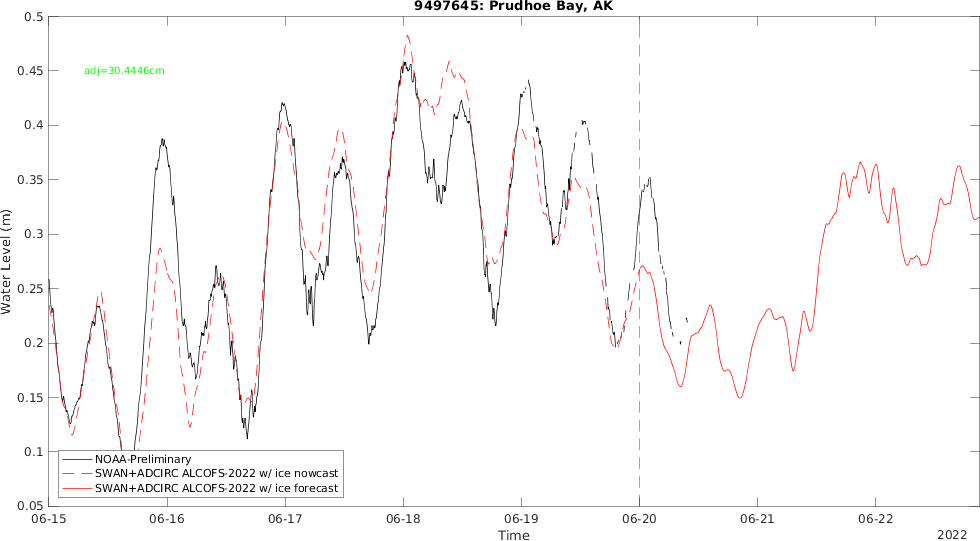 9497645: Prudhoe Bay, AK
adj=30.4446cm
Water Level (m)
0.5
0.45
0.4
0.35
0.3
0.25
0.2
0.15
0.1
0.05
NOAA-Preliminary
SWAN+ADCIRC ALCOFS-2022 w/ ice nowcast
SWAN+ADCIRC ALCOFS-2022 w/ ice forecast
06-15 06-16 06-17 06-18 06-19 06-20 06-21 06-22
Time
2022